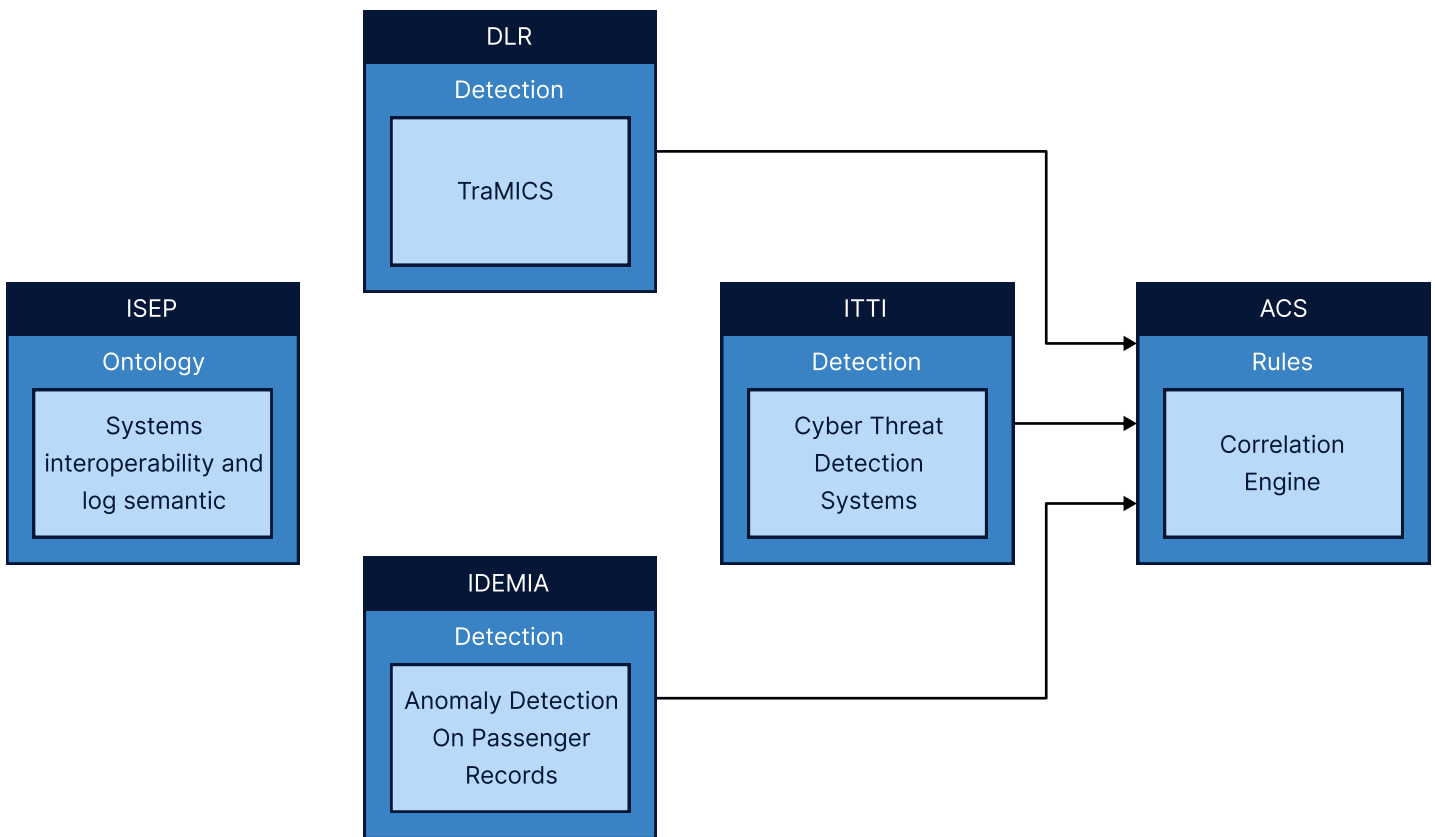 DLR
Detection
TraMICS
ISEP
Ontology
Systems
interoperability and
log semantic
ITTI
Detection
Cyber Threat
Detection
Systems
ACS
Rules
Correlation
Engine
IDEMIA
Detection
Anomaly Detection
On Passenger
Records